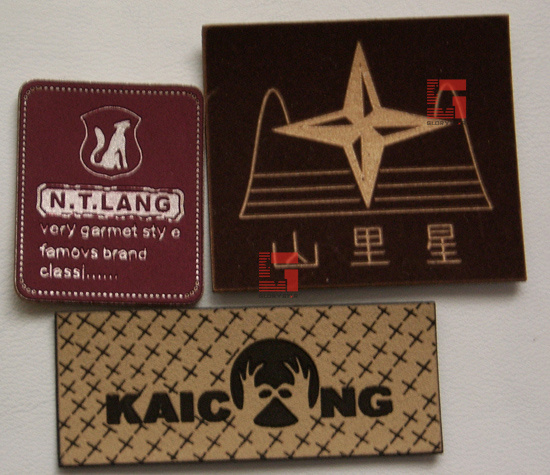 N.T.LANG
very garmet sty e
famovs brand
classi......
山里星
KAIC NG